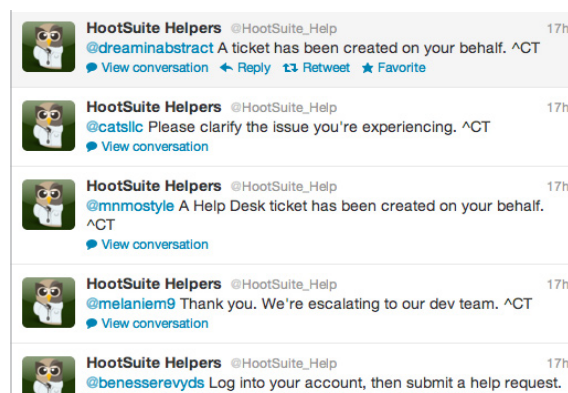 HootSuite Helpers @HootSuite_Help 17h
@dreaminabstract A ticket has been created on your behalf. ^CT
View conversation Reply Retweet Favorite
HootSuite Helpers @HootSuite_Help 17h
@catsllc Please clarify the issue you're experiencing. ^CT
View conversation
HootSuite Helpers @HootSuite_Help 17h
@mnmostyle A Help Desk ticket has been created on your behalf.
^CT
View conversation
HootSuite Helpers @HootSuite_Help 17h
@melaniem9 Thank you. We're escalating to our dev team. ^CT
View conversation
HootSuite Helpers @HootSuite_Help 17h
@benesserevyds Log into your account, then submit a help request.